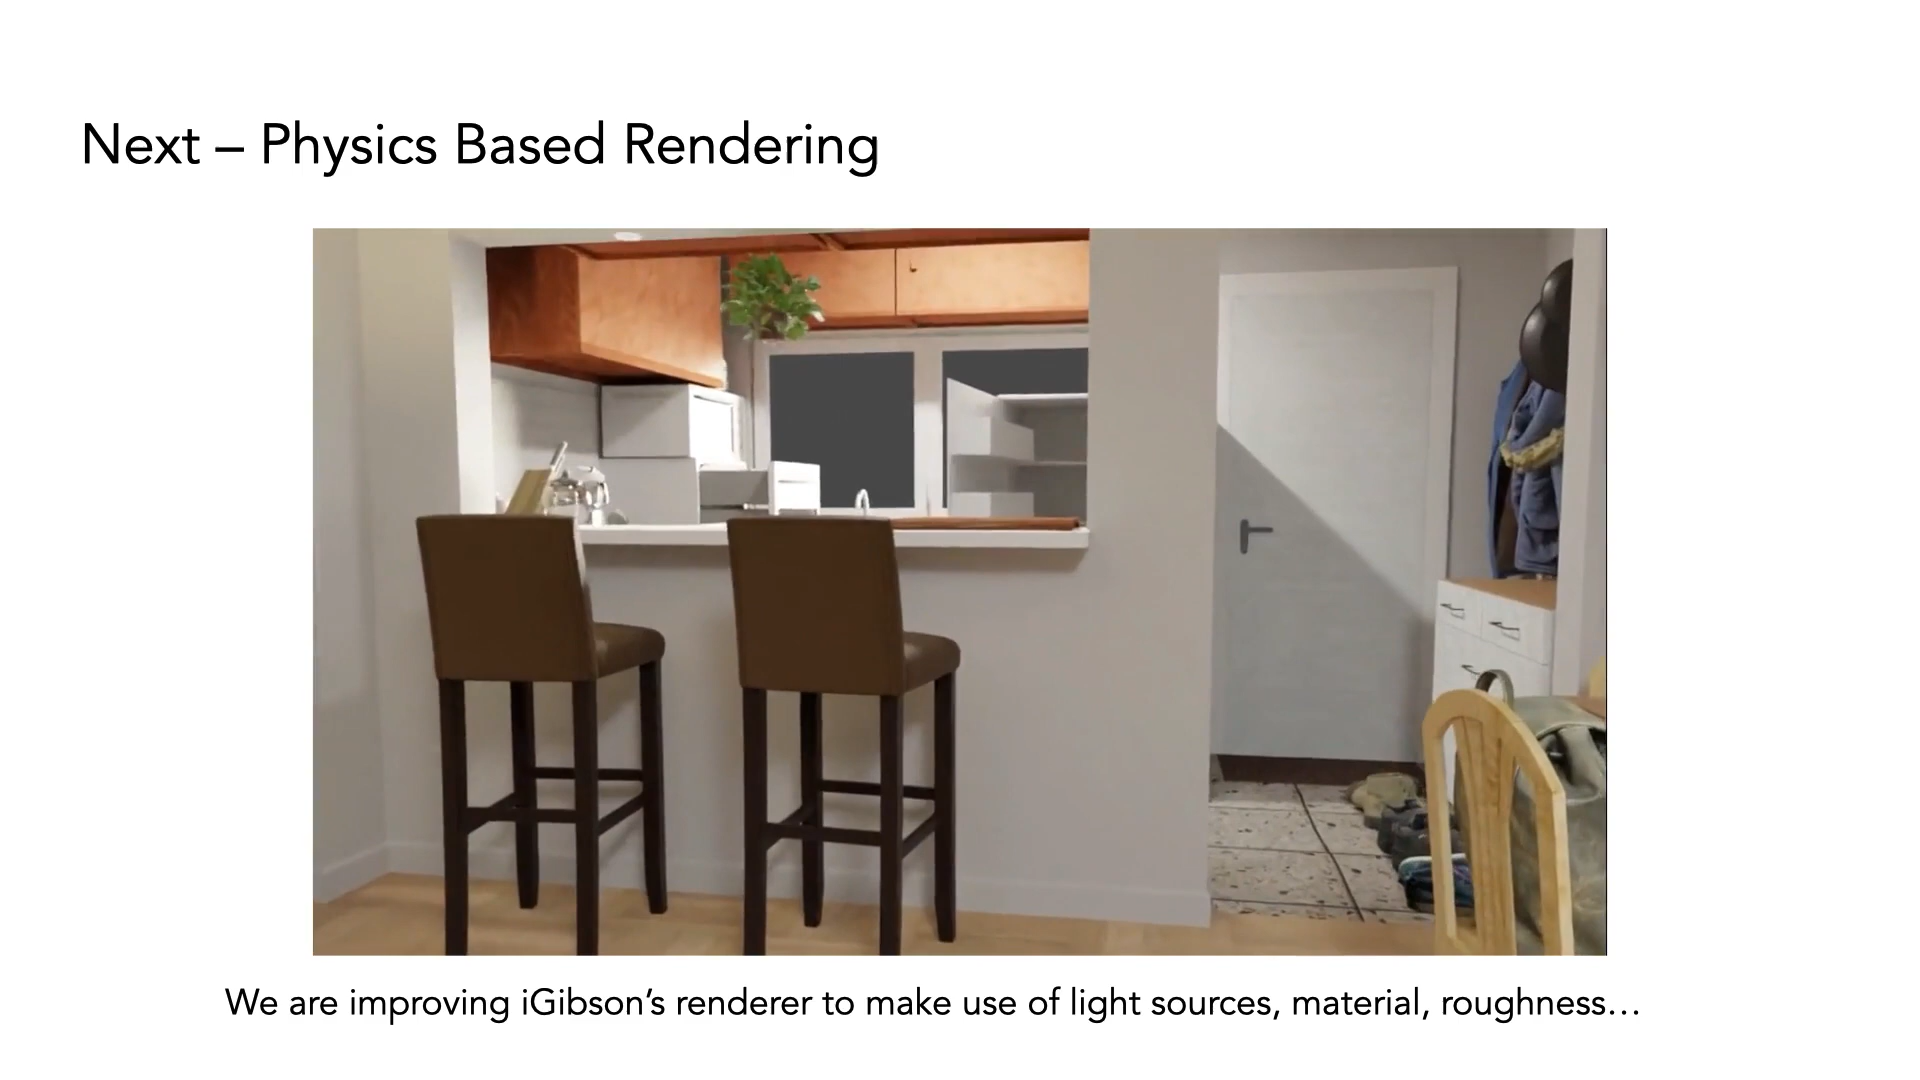 Next – Physics Based Rendering
We are improving iGibson’s renderer to make use of light sources, material, roughness…